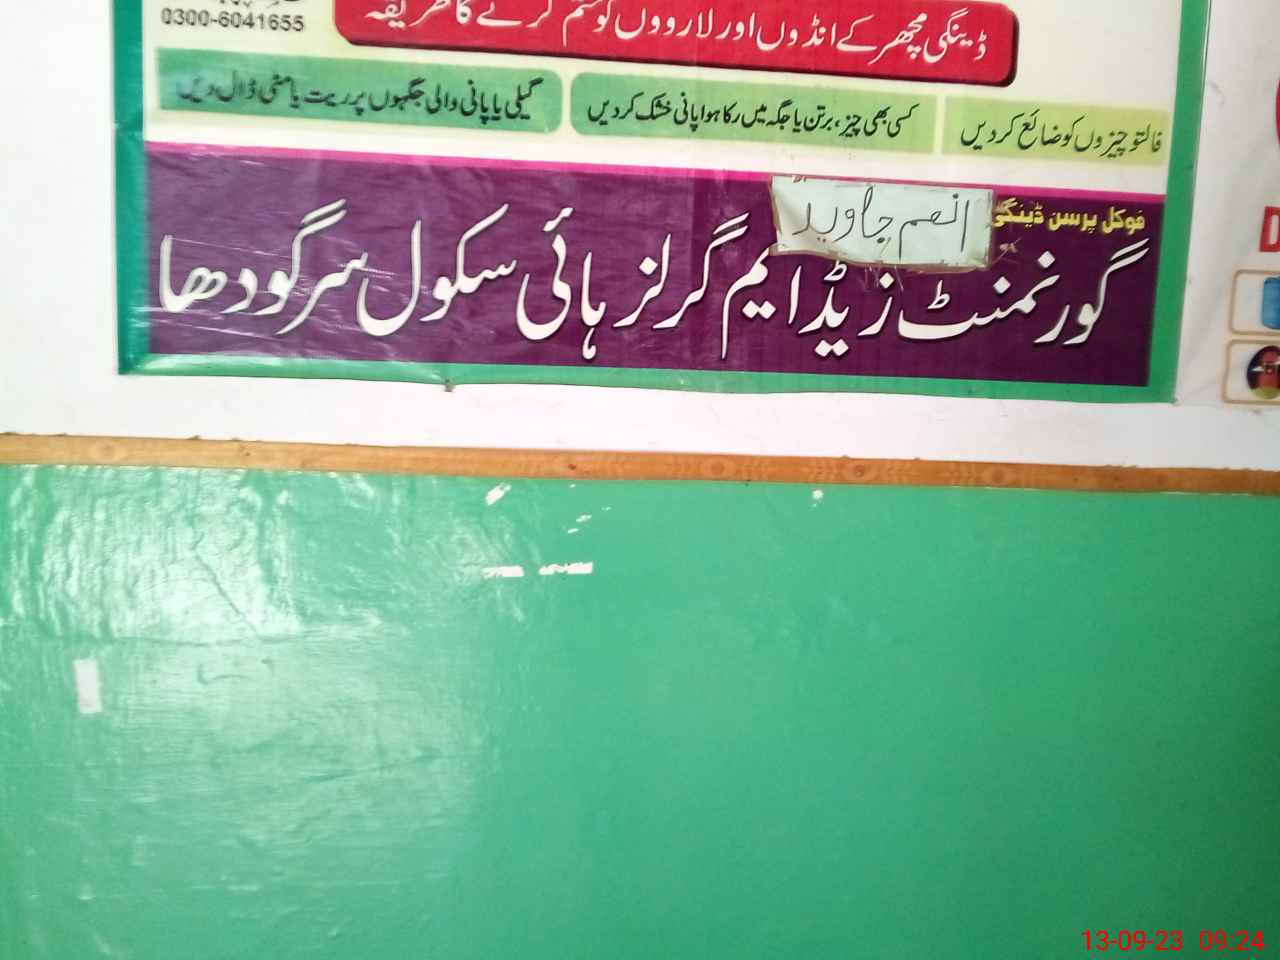 0300-6041655
ڈینگی مچھر کے انڈوں اور لارووں کو ختم کرنے کا طریقہ
فالتو چیزوں کو ضائع کر دیں
کسی بھی چیز، برتن یا جگہ میں رکا ہوا پانی خشک کر دیں
گیلی یا پانی والی جگہوں پر ریت یا مٹی ڈال دیں
فوکل پرسن ڈینگی انعم جاوید
گورنمنٹ زیڈ ایم گرلز ہائی سکول سرگودھا
D
13-09-23 09:24